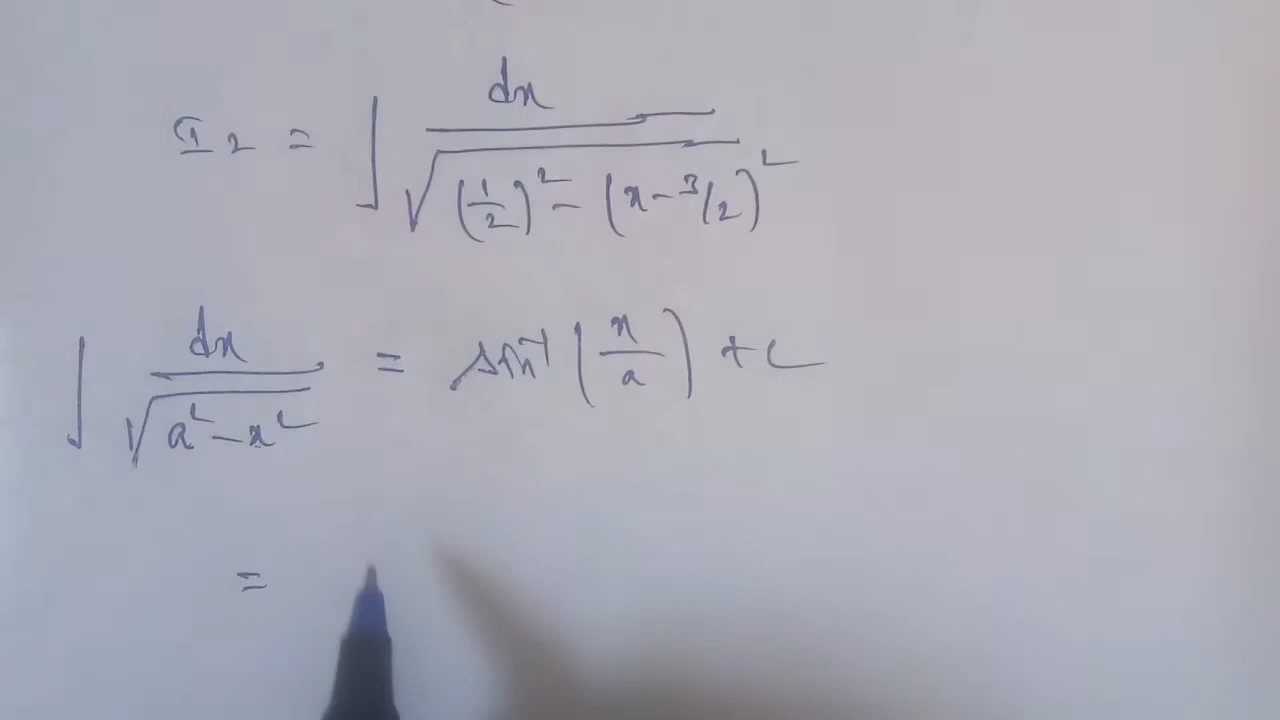 I2 = ∫ dx / √((1/2)² - (x - 3/2)²)
∫ dx / √(a² - x²) = sin⁻¹(x/a) + c
=